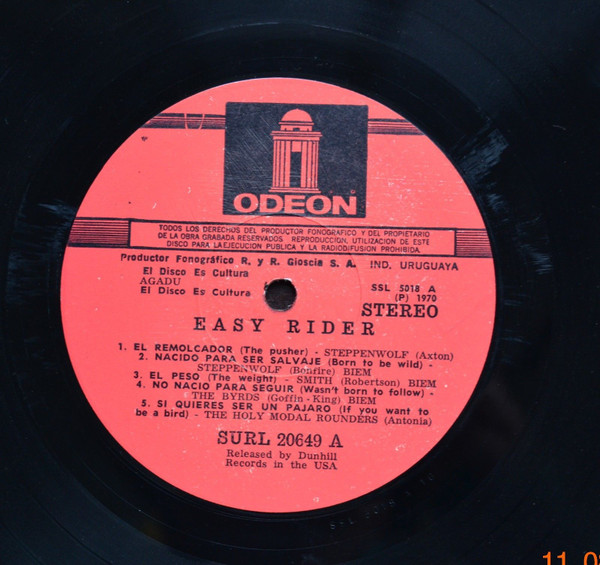 ODEON
TODOS LOS DERECHOS DEL PRODUCTOR FONOGRAFICO Y DEL PROPIETARIO
DE LA OBRA GRABADA RESERVADOS. REPRODUCCION, UTILIZACION DE ESTE
DISCO PARA LA EJECUCION PUBLICA Y LA RADIODIFUSION PROHIBIDA.
Productor Fonográfico R. y R. Gioscia S. A. IND. URUGUAYA
El Disco Es Cultura
AGADU
El Disco Es Cultura
SSL 5018 A
(P) 1970
STEREO
EASY RIDER
1. EL REMOLCADOR (The pusher) - STEPPENWOLF (Axton)
2. NACIDO PARA SER SALVAJE (Born to be wild) -
STEPPENWOLF (Bonfire) BIEM
3. EL PESO (The weight) - SMITH (Robertson) BIEM
4. NO NACIO PARA SEGUIR (Wasn't born to follow) -
THE BYRDS (Goffin - King) BIEM
5. SI QUIERES SER UN PAJARO (If you want to
be a bird) - THE HOLY MODAL ROUNDERS (Antonia)
SURL 20649 A
Released by Dunhill
Records in the USA